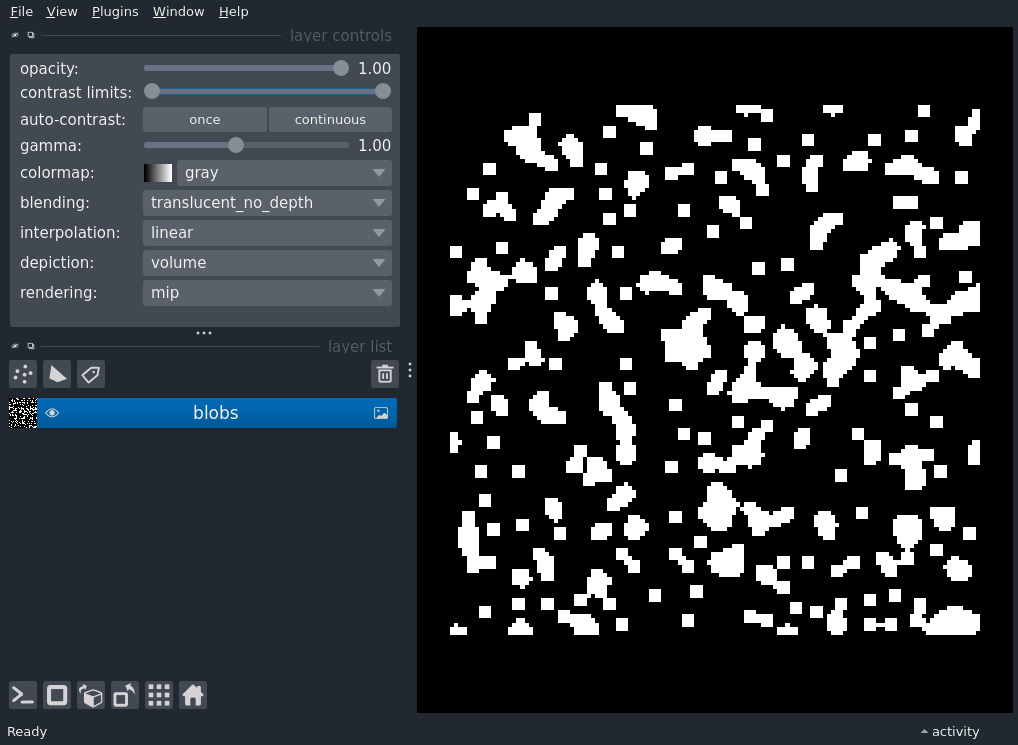 File View Plugins Window Help
layer controls
opacity: 1.00
contrast limits:
auto-contrast: once continuous
gamma: 1.00
colormap: gray
blending: translucent_no_depth
interpolation: linear
depiction: volume
rendering: mip
layer list
blobs
Ready activity